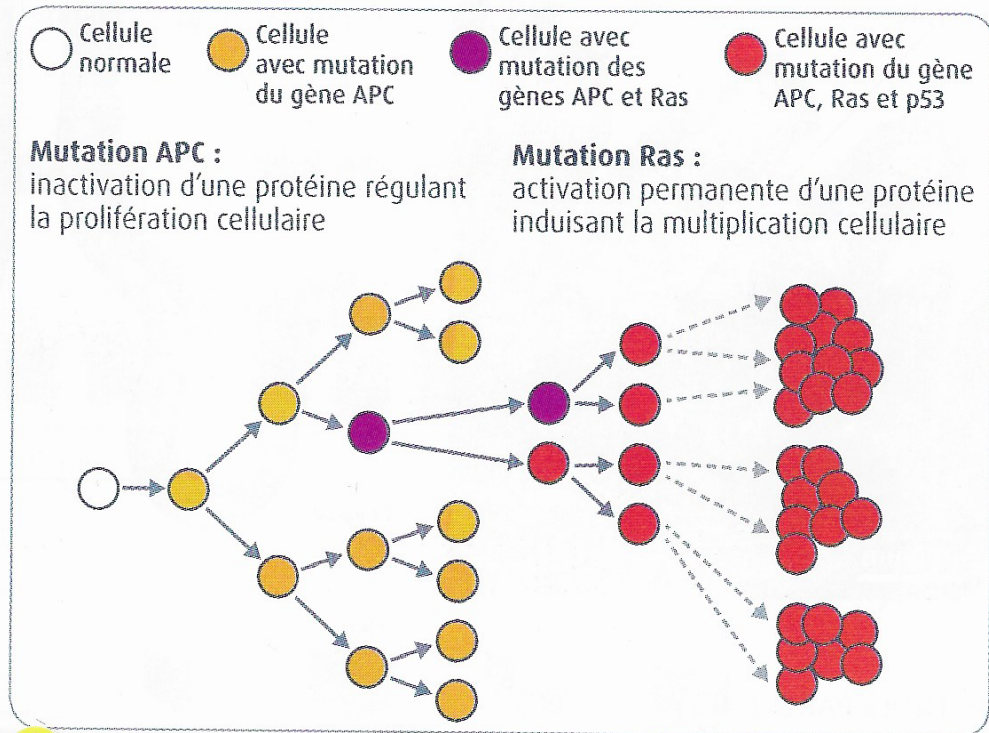 Cellule
normale
Cellule
avec mutation
du gène APC
Cellule avec
mutation des
gènes APC et Ras
Cellule avec
mutation du gène
APC, Ras et p53
Mutation APC :
inactivation d'une protéine régulant
la prolifération cellulaire
Mutation Ras :
activation permanente d'une protéine
induisant la multiplication cellulaire